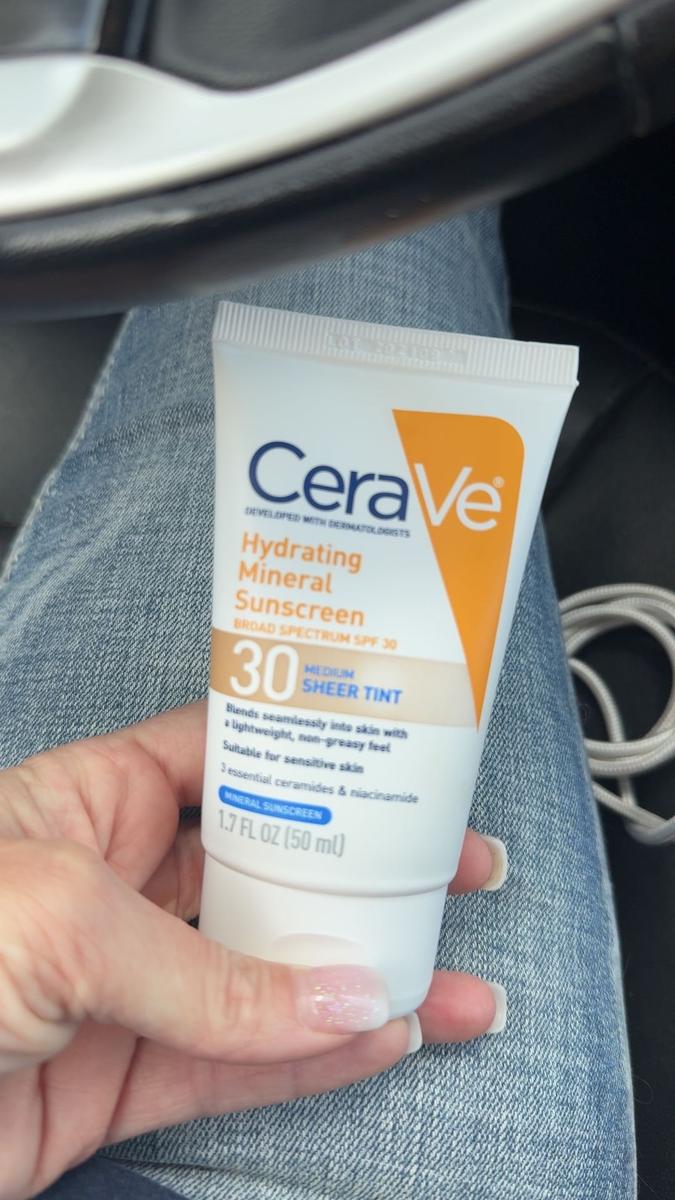 CeraVe®
DEVELOPED WITH DERMATOLOGISTS
Hydrating
Mineral
Sunscreen
BROAD SPECTRUM SPF 30
30 MEDIUM
SHEER TINT
Blends seamlessly into skin with
a lightweight, non-greasy feel
Suitable for sensitive skin
3 essential ceramides & niacinamide
MINERAL SUNSCREEN
1.7 FL OZ (50 ml)